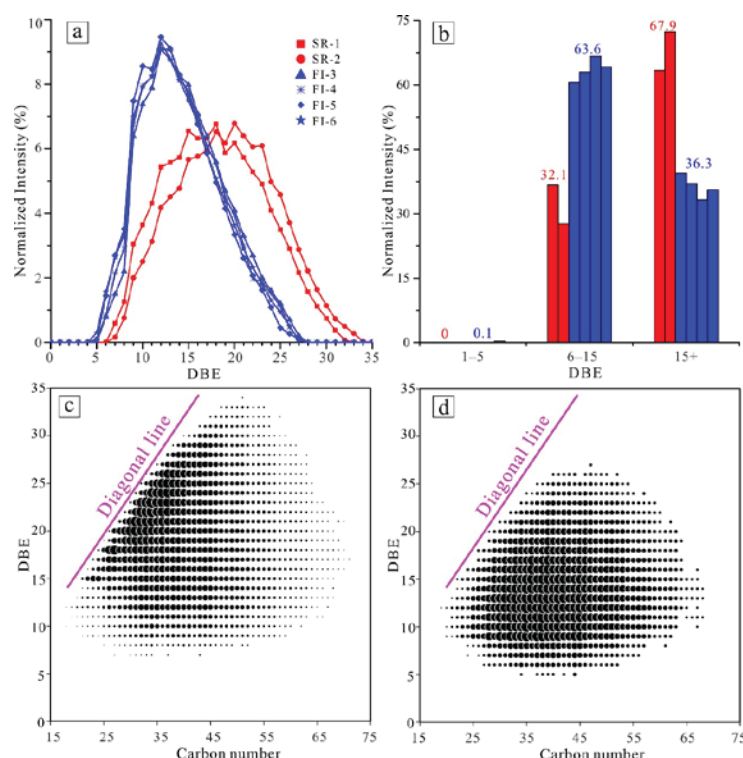 a
10
8
6
4
2
0
Normalized Intensity (%)
SR-1
SR-2
FI-3
FI-4
FI-5
FI-6
0 5 10 15 20 25 30 35
DBE
b
75
60
45
30
15
0
Normalized Intensity (%)
0 0.1
32.1 63.6
67.9 36.3
1–5 6–15 15+
DBE
c
35
30
25
20
15
10
5
0
DBE
Diagonal line
15 25 35 45 55 65 75
Carbon number
d
35
30
25
20
15
10
5
0
DBE
Diagonal line
15 25 35 45 55 65 75
Carbon number